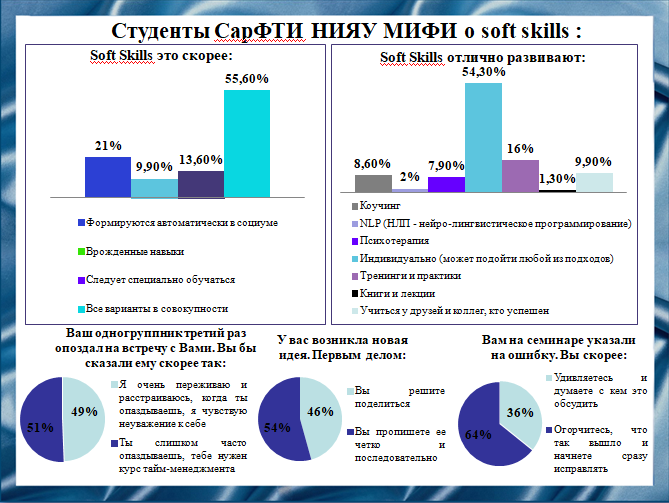 Студенты СарФТИ НИЯУ МИФИ о soft skills :
Soft Skills это скорее:
55,60%
21%
9,90%
13,60%
Формируются автоматически в социуме
Врожденные навыки
Следует специально обучаться
Все варианты в совокупности
Soft Skills отлично развивают:
54,30%
8,60%
2%
7,90%
16%
1,30%
9,90%
Коучинг
NLP (НЛП - нейро-лингвистическое программирование)
Психотерапия
Индивидуально (может подойти любой из подходов)
Тренинги и практики
Книги и лекции
Учиться у друзей и коллег, кто успешен
Ваш одногруппник третий раз
опоздал на встречу с Вами. Вы бы
сказали ему скорее так:
51%
49%
Я очень переживаю и
расстраиваюсь, когда ты
опаздываешь, я чувствую
неуважение к себе
Ты слишком часто
опаздываешь, тебе нужен
курс тайм-менеджмента
У вас возникла новая
идея. Первым делом:
54%
46%
Вы решите
поделиться
Вы пропишете ее
четко и
последовательно
Вам на семинаре указали
на ошибку. Вы скорее:
64%
36%
Удивляетесь и
думаете с кем это
обсудить
Огорчитесь, что
так вышло и
начнете сразу
исправлять